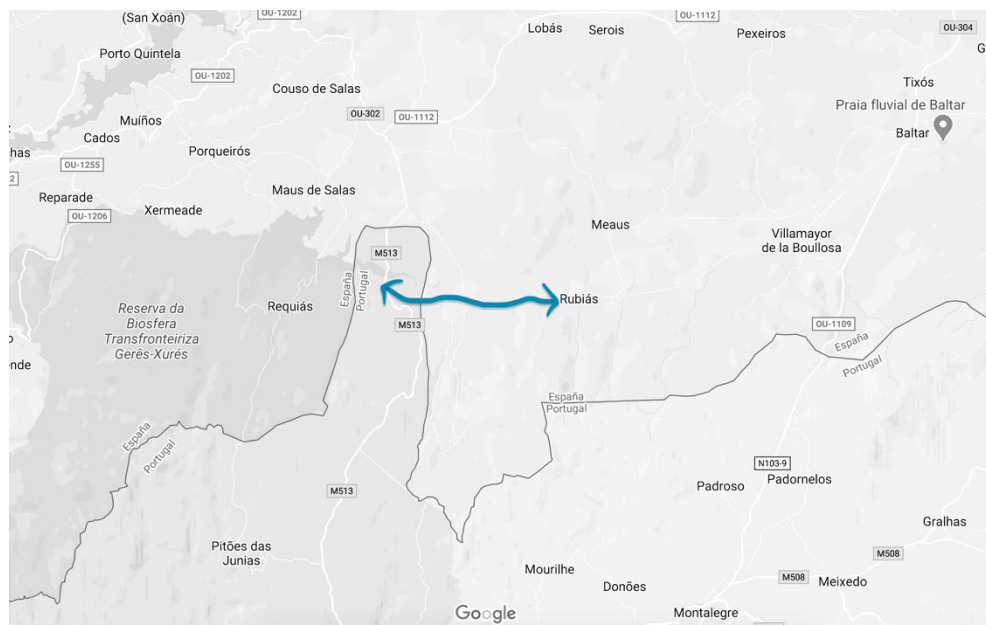 (San Xoán)
OU-1202
Lobás
Serois
OU-1112
Pexeiros
OU-304
G
Porto Quintela
OU-1202
Couso de Salas
Tixós
Praia fluvial de Baltar
Baltar
Muíños
OU-302
OU-1112
Cados
has
Porqueirós
OU-1255
2
Maus de Salas
Reparade
Xermeade
OU-1206
Meaus
Villamayor
de la Boullosa
M513
España
Portugal
Requiás
Rubiás
Reserva da
Biosfera
Transfronteiriza
Gerês-Xurés
M513
OU-1109
España
Portugal
o
ende
España
Portugal
España
Portugal
N103-9
Padroso
Padornelos
M513
Gralhas
Pitões das
Junias
Mourilhe
M508
Donões
M508
Meixedo
Montalegre
Google